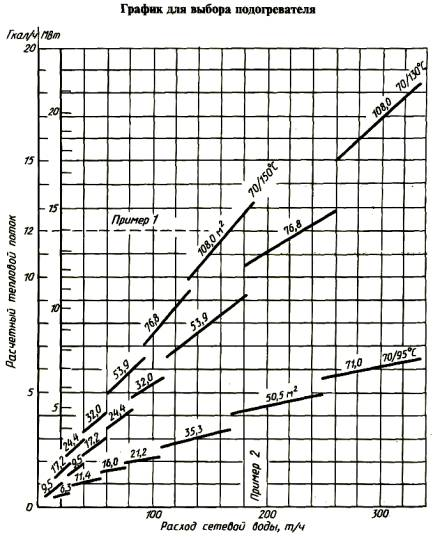 График для выбора подогревателя
Гкал/ч МВт
20
20
15
15
12
10
10
5
5
0
100
200
300
Расчетный тепловой поток
Расход сетевой воды, т/ч
Пример 1
Пример 2
70/150°С
108,0 м²
76,8
53,9
32,0
24,4
17,2
9,5
70/130°С
108,0
76,8
53,9
32,0
24,4
17,2
9,5
70/95°С
71,0
50,5 м²
35,3
21,2
16,0
11,4
6,3